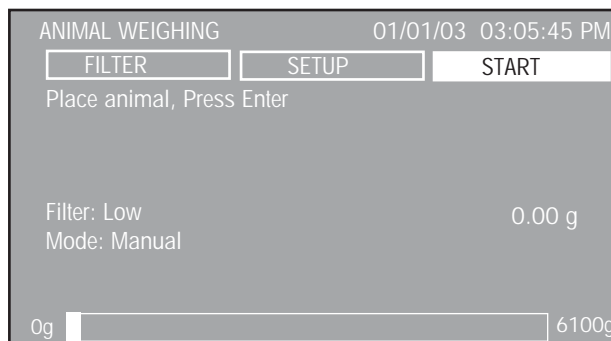 ANIMAL WEIGHING 01/01/03 03:05:45 PM
FILTER SETUP START
Place animal, Press Enter
Filter: Low 0.00 g
Mode: Manual
0g 6100g